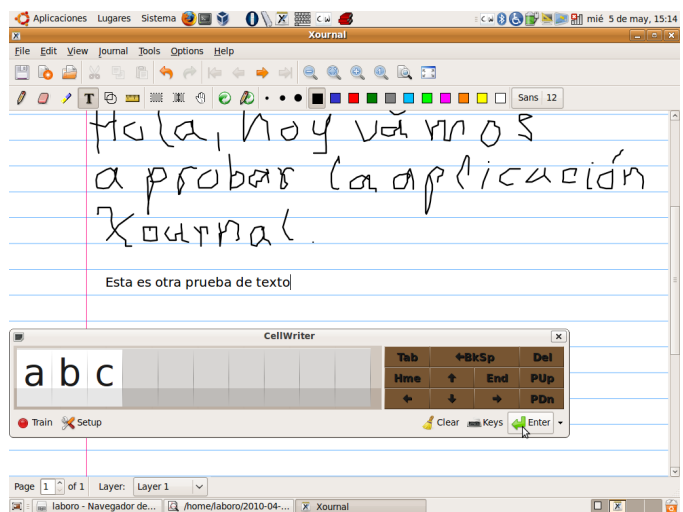 Aplicaciones Lugares Sistema mié 5 de may, 15:14
Xournal
File Edit View Journal Tools Options Help
T Sans 12
Hola, hoy vamos
a probar la aplicación
Xournal.
Esta es otra prueba de texto
CellWriter
a b c
Tab ←BkSp Del
Hme ↑ End PUp
← ↓ → PDn
Train Setup Clear Keys Enter
Page 1 of 1 Layer: Layer 1
laboro - Navegador de... /home/laboro/2010-04-... Xournal